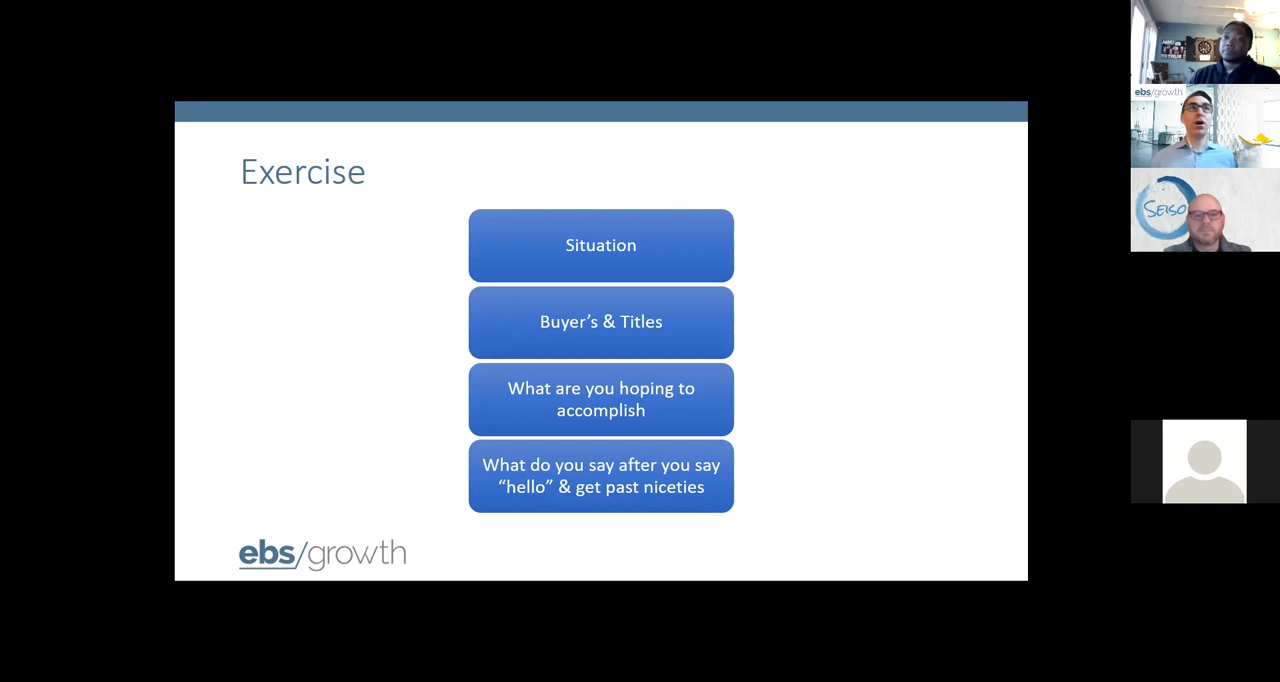 Exercise
Situation
Buyer's & Titles
What are you hoping to
accomplish
What do you say after you say
“hello” & get past niceties
ebs/growth
ebs/growth
SEISO